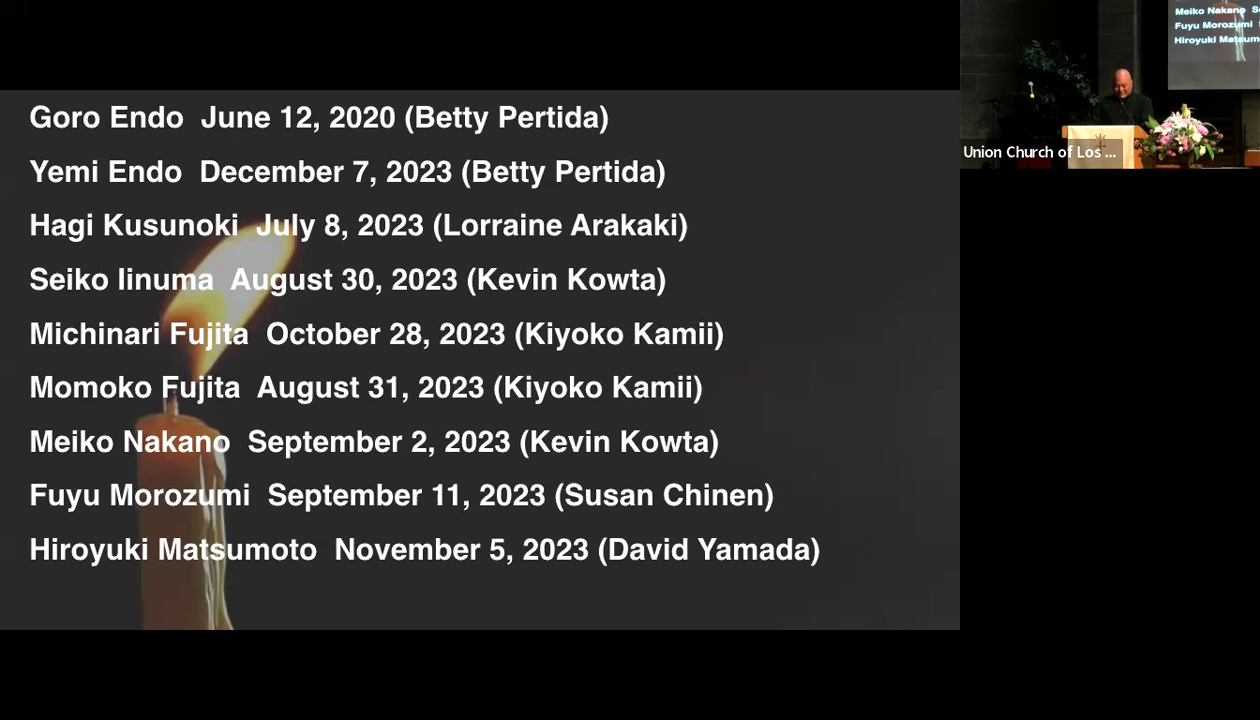 Goro Endo  June 12, 2020 (Betty Pertida)
Yemi Endo  December 7, 2023 (Betty Pertida)
Hagi Kusunoki  July 8, 2023 (Lorraine Arakaki)
Seiko Iinuma  August 30, 2023 (Kevin Kowta)
Michinari Fujita  October 28, 2023 (Kiyoko Kamii)
Momoko Fujita  August 31, 2023 (Kiyoko Kamii)
Meiko Nakano  September 2, 2023 (Kevin Kowta)
Fuyu Morozumi  September 11, 2023 (Susan Chinen)
Hiroyuki Matsumoto  November 5, 2023 (David Yamada)
Meiko Nakano
Fuyu Morozumi
Hiroyuki Matsum
Union Church of Los ...